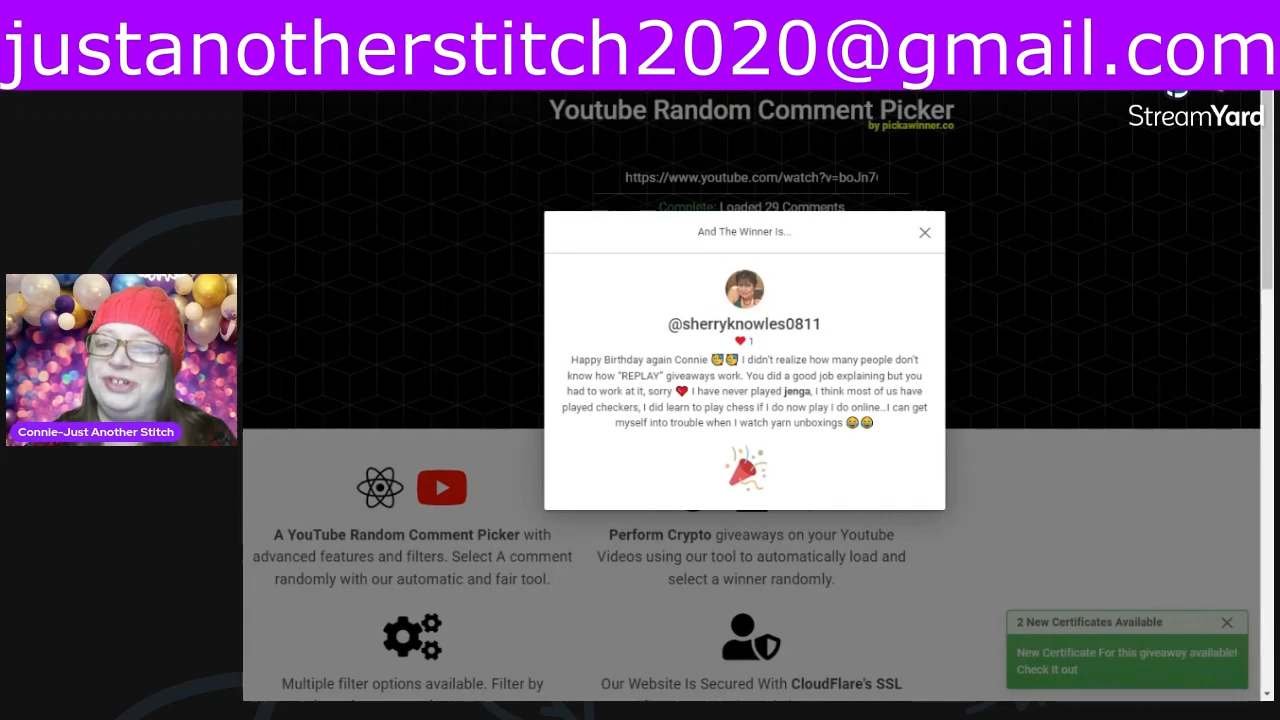 justanotherstitch2020@gmail.com
StreamYard
Youtube Random Comment Picker
by pickawinner.co
https://www.youtube.com/watch?v=boJn7
Complete: Loaded 29 Comments
And The Winner Is...
@sherryknowles0811
❤ 1
Happy Birthday again Connie 🥳🥳 I didn't realize how many people don't
know how “REPLAY” giveaways work. You did a good job explaining but you
had to work at it, sorry ❤ I have never played jenga, I think most of us have
played checkers, I did learn to play chess if I do now play I do online...I can get
myself into trouble when I watch yarn unboxings 😂😂
Connie-Just Another Stitch
A YouTube Random Comment Picker with
advanced features and filters. Select A comment
randomly with our automatic and fair tool.
Perform Crypto giveaways on your Youtube
Videos using our tool to automatically load and
select a winner randomly.
2 New Certificates Available
New Certificate For this giveaway available!
Check It out
Multiple filter options available. Filter by
Our Website Is Secured With CloudFlare's SSL